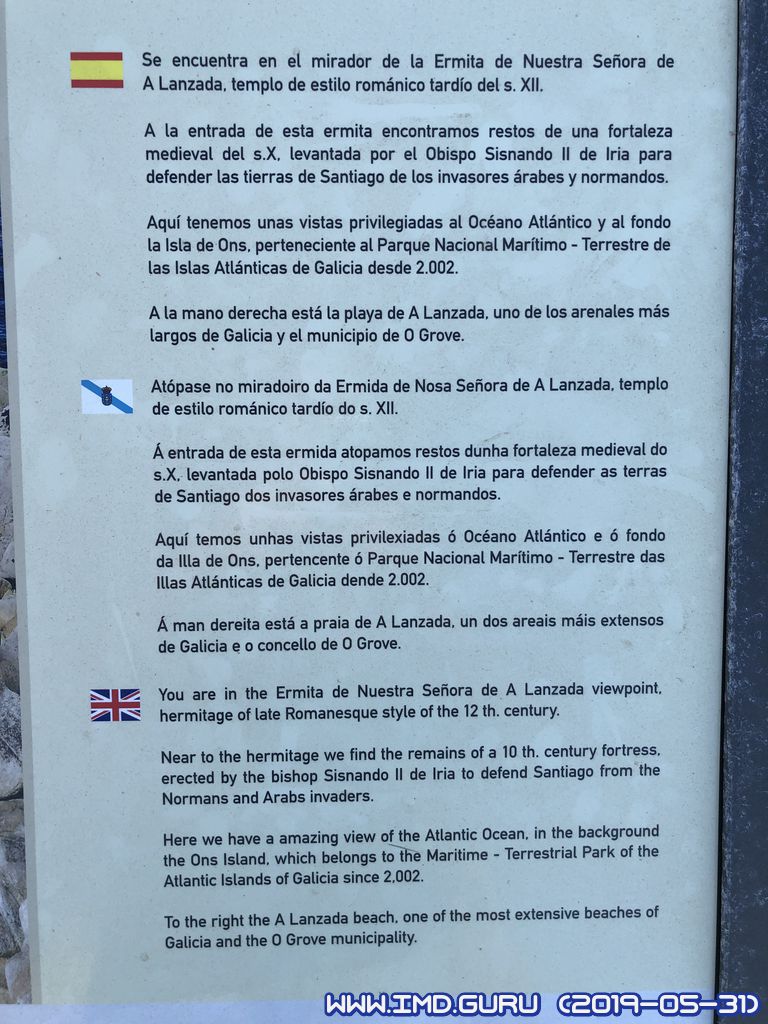 Se encuentra en el mirador de la Ermita de Nuestra Señora de
A Lanzada, templo de estilo románico tardío del s. XII.
A la entrada de esta ermita encontramos restos de una fortaleza
medieval del s.X, levantada por el Obispo Sisnando II de Iria para
defender las tierras de Santiago de los invasores árabes y normandos.
Aquí tenemos unas vistas privilegiadas al Océano Atlántico y al fondo
la Isla de Ons, perteneciente al Parque Nacional Marítimo - Terrestre de
las Islas Atlánticas de Galicia desde 2.002.
A la mano derecha está la playa de A Lanzada, uno de los arenales más
largos de Galicia y el municipio de O Grove.
Atópase no miradoiro da Ermida de Nosa Señora de A Lanzada, templo
de estilo románico tardío do s. XII.
Á entrada de esta ermida atopamos restos dunha fortaleza medieval do
s.X, levantada polo Obispo Sisnando II de Iria para defender as terras
de Santiago dos invasores árabes e normandos.
Aquí temos unhas vistas privilexiadas ó Océano Atlántico e ó fondo
da Illa de Ons, pertencente ó Parque Nacional Marítimo - Terrestre das
Illas Atlánticas de Galicia dende 2.002.
Á man dereita está a praia de A Lanzada, un dos areais máis extensos
de Galicia e o concello de O Grove.
You are in the Ermita de Nuestra Señora de A Lanzada viewpoint,
hermitage of late Romanesque style of the 12 th. century.
Near to the hermitage we find the remains of a 10 th. century fortress,
erected by the bishop Sisnando II de Iria to defend Santiago from the
Normans and Arabs invaders.
Here we have a amazing view of the Atlantic Ocean, in the background
the Ons Island, which belongs to the Maritime - Terrestrial Park of the
Atlantic Islands of Galicia since 2,002.
To the right the A Lanzada beach, one of the most extensive beaches of
Galicia and the O Grove municipality.
WWW.IMD.GURU (2019-05-31)